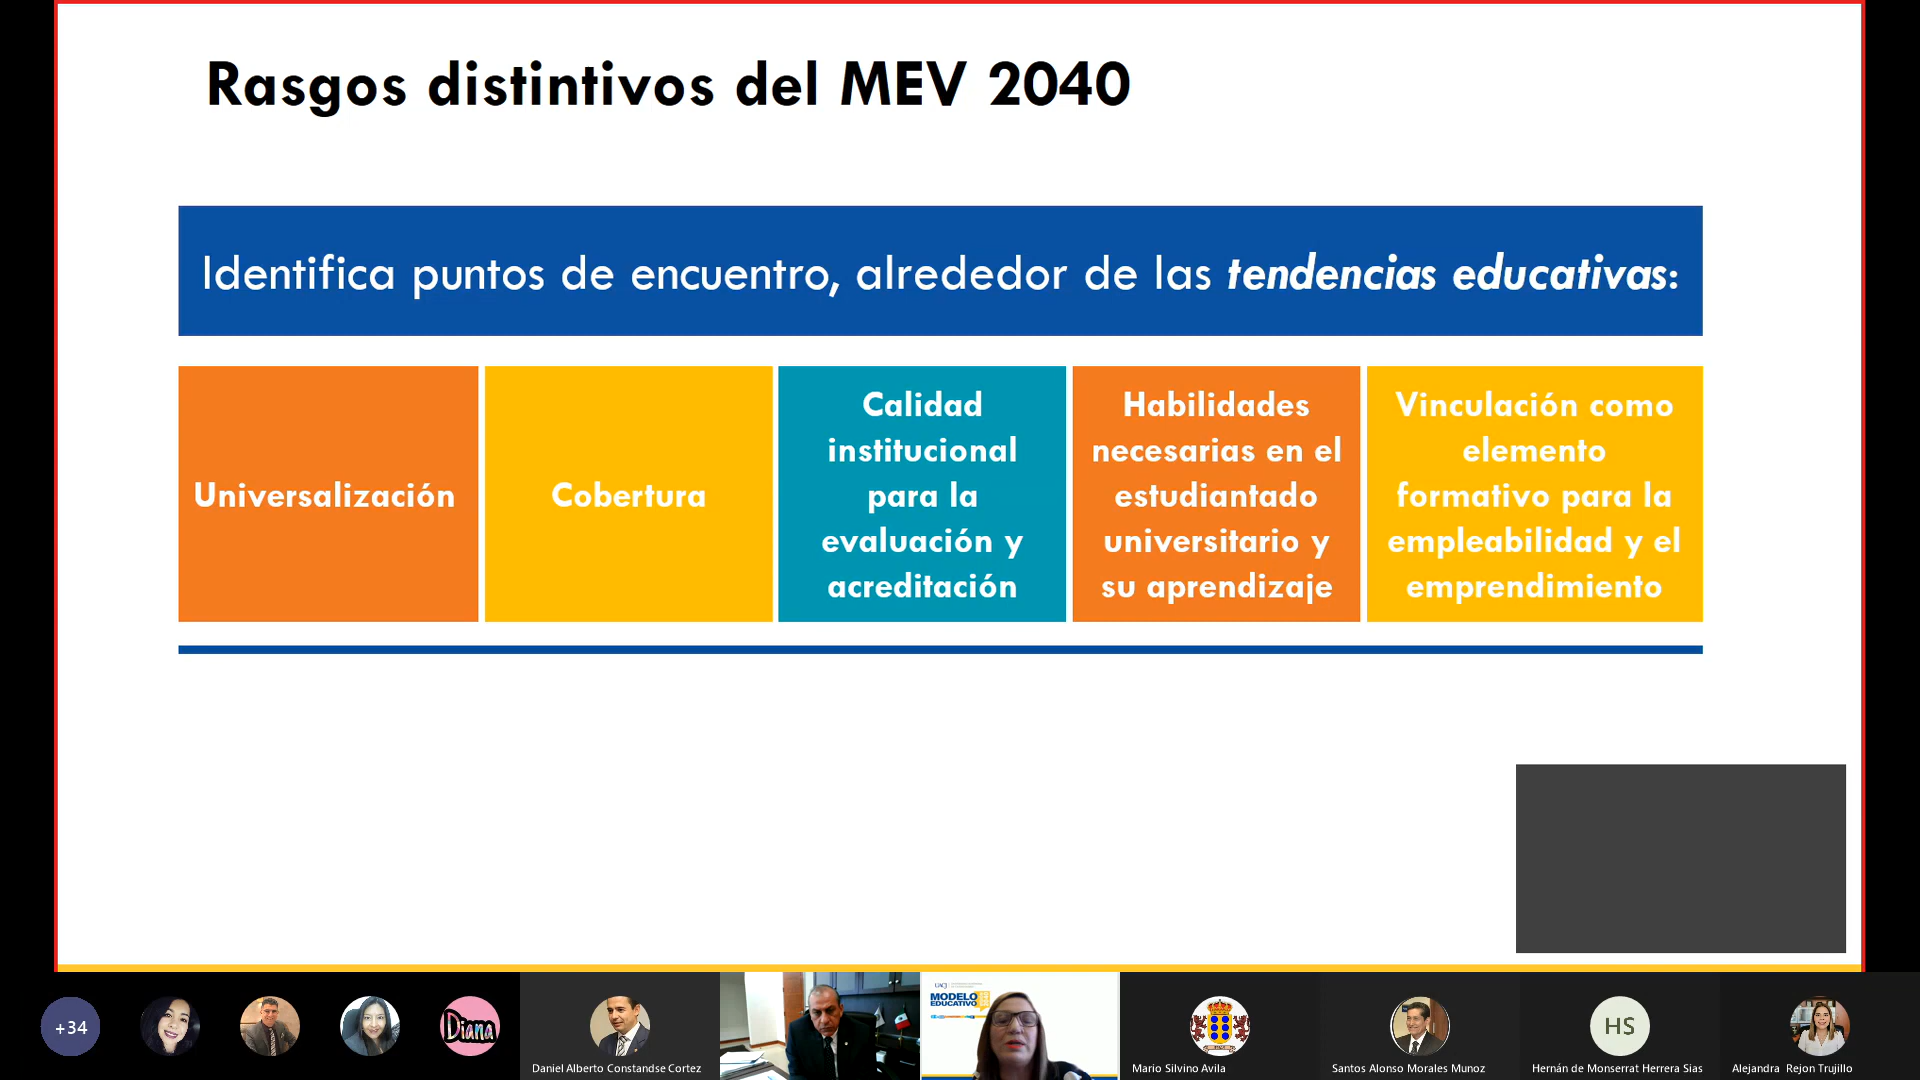 Rasgos distintivos del MEV 2040
Identifica puntos de encuentro, alrededor de las tendencias educativas:
Universalización
Cobertura
Calidad
institucional
para la
evaluación y
acreditación
Habilidades
necesarias en el
estudiantado
universitario y
su aprendizaje
Vinculación como
elemento
formativo para la
empleabilidad y el
emprendimiento
+34
Diana
Daniel Alberto Constandse Cortez
UACJ
MODELO
EDUCATIVO
Mario Silvino Avila
Santos Alonso Morales Munoz
HS
Hernán de Monserrat Herrera Sias
Alejandra Rejon Trujillo